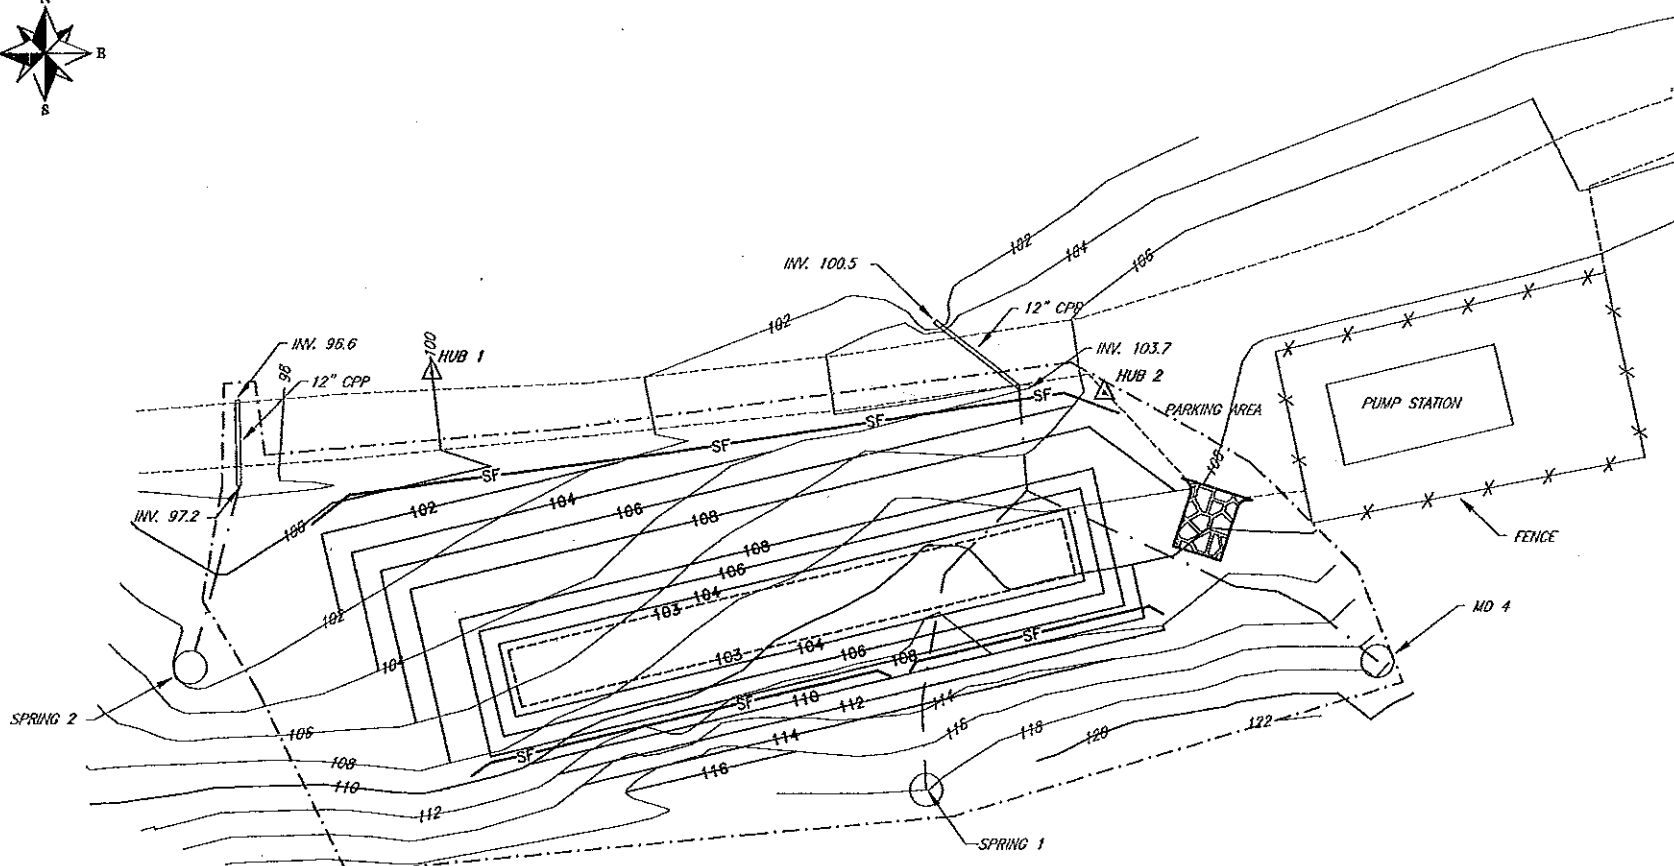 N
E
S
102
104
106
INV. 100.5
12" CPP
102
INV. 96.6
98
12" CPP
100
HUB 1
INV. 103.7
HUB 2
PARKING AREA
PUMP STATION
SF
SF
SF
SF
INV. 97.2
100
102
104
106
108
FENCE
108
106
104
103
102
104
103
104
106
108
SF
MD 4
SPRING 2
106
SF
110
112
114
116
118
120
122
108
SF
114
110
116
112
SPRING 1